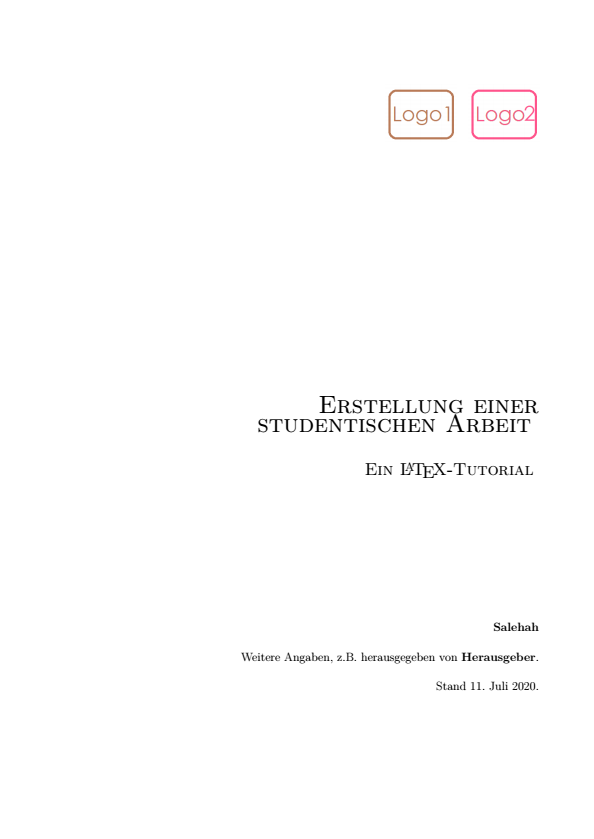 Logo1 Logo2
Erstellung einer
studentischen Arbeit
Ein LATEX-Tutorial
Salehah
Weitere Angaben, z.B. herausgegeben von Herausgeber.
Stand 11. Juli 2020.